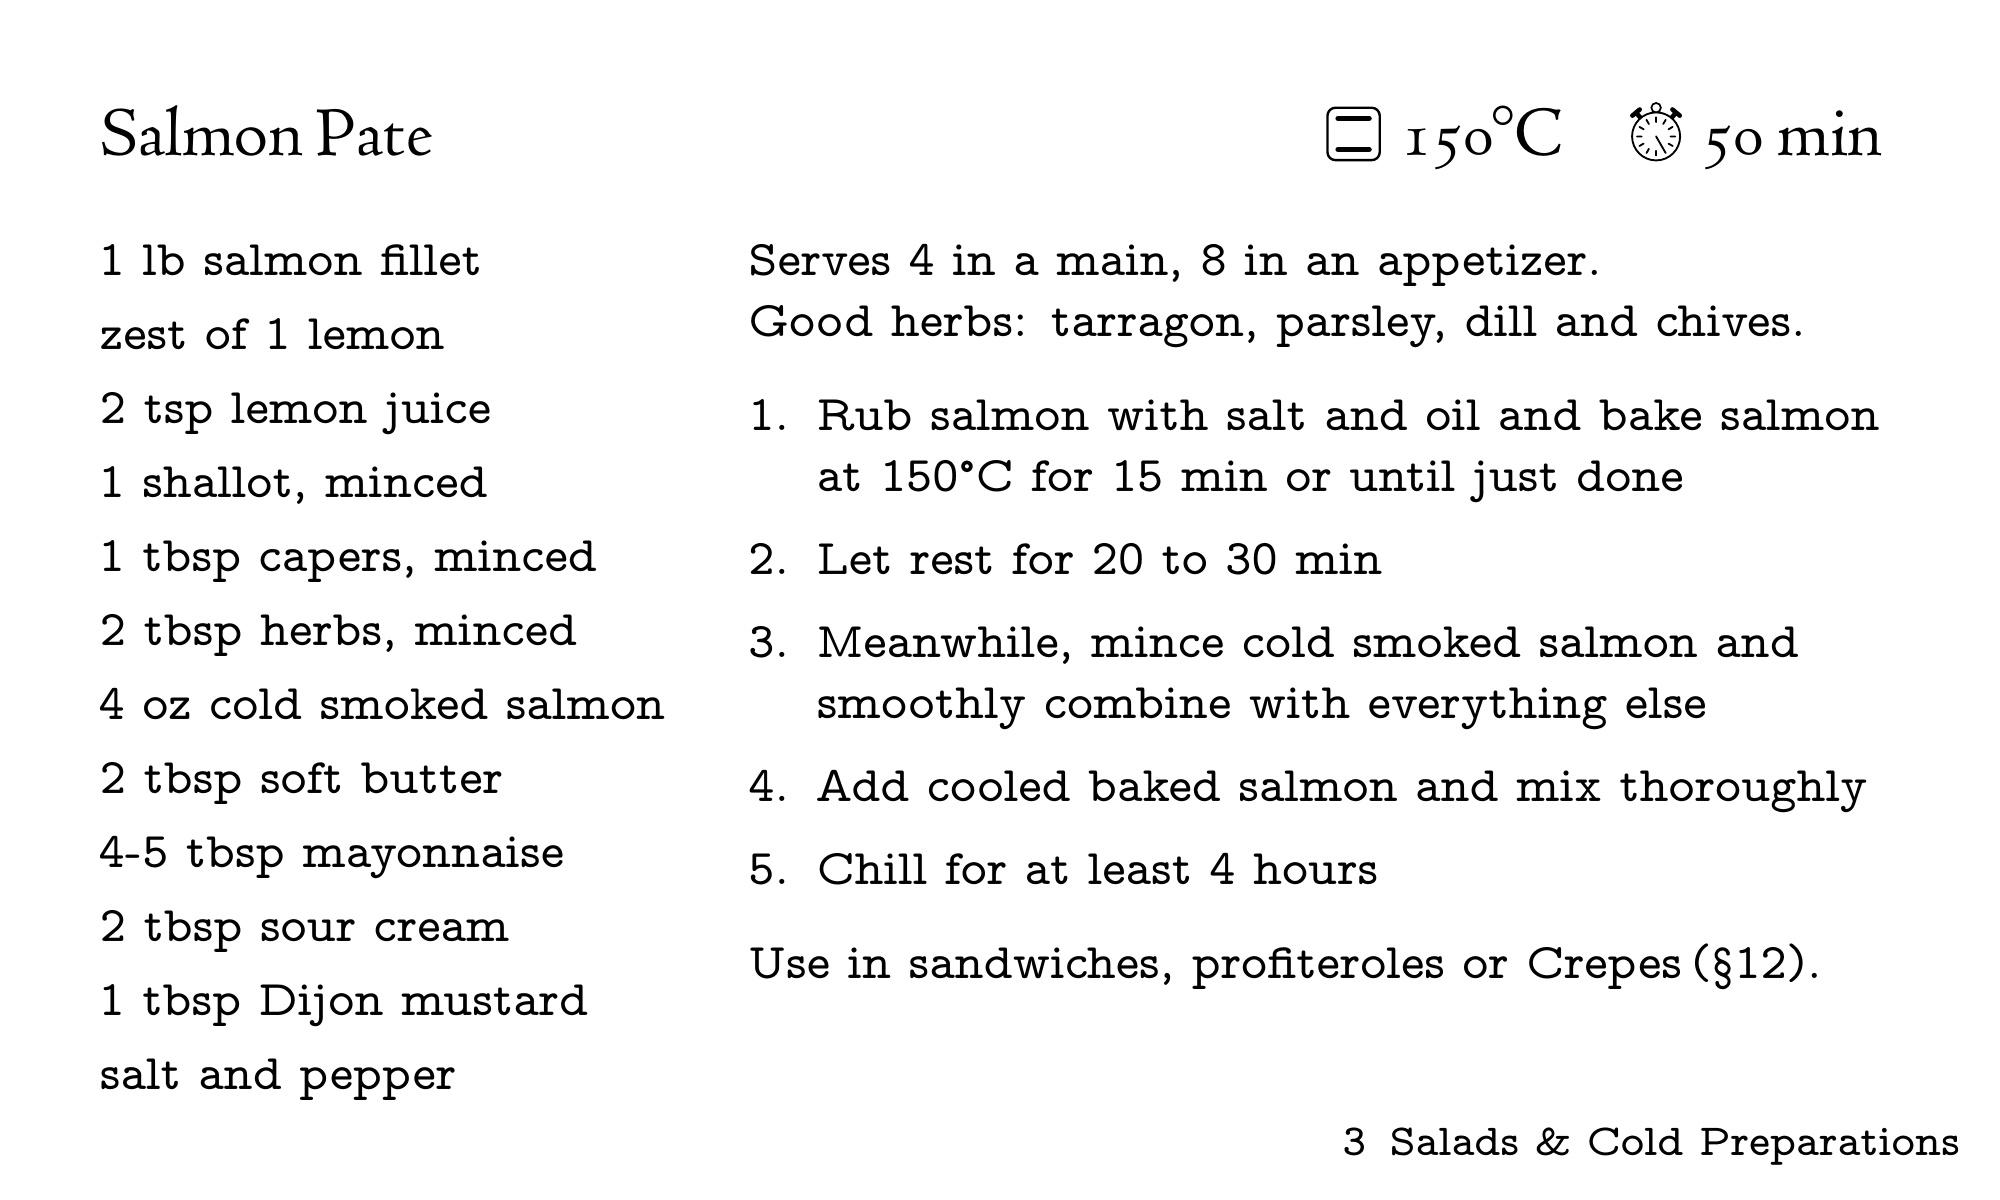 Salmon Pate
150°C 50 min
1 lb salmon fillet
zest of 1 lemon
2 tsp lemon juice
1 shallot, minced
1 tbsp capers, minced
2 tbsp herbs, minced
4 oz cold smoked salmon
2 tbsp soft butter
4-5 tbsp mayonnaise
2 tbsp sour cream
1 tbsp Dijon mustard
salt and pepper
Serves 4 in a main, 8 in an appetizer.
Good herbs: tarragon, parsley, dill and chives.
1. Rub salmon with salt and oil and bake salmon
at 150°C for 15 min or until just done
2. Let rest for 20 to 30 min
3. Meanwhile, mince cold smoked salmon and
smoothly combine with everything else
4. Add cooled baked salmon and mix thoroughly
5. Chill for at least 4 hours
Use in sandwiches, profiteroles or Crepes (§12).
3 Salads & Cold Preparations